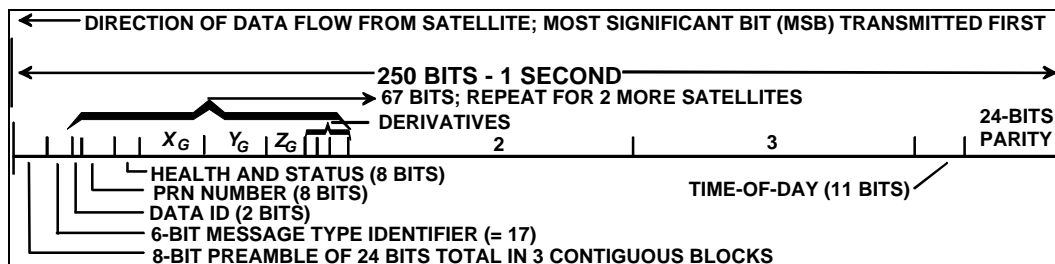 DIRECTION OF DATA FLOW FROM SATELLITE; MOST SIGNIFICANT BIT (MSB) TRANSMITTED FIRST
250 BITS - 1 SECOND
67 BITS; REPEAT FOR 2 MORE SATELLITES
DERIVATIVES
24-BITS
PARITY
XG YG ZG 2 3
HEALTH AND STATUS (8 BITS)
PRN NUMBER (8 BITS)
TIME-OF-DAY (11 BITS)
DATA ID (2 BITS)
6-BIT MESSAGE TYPE IDENTIFIER (= 17)
8-BIT PREAMBLE OF 24 BITS TOTAL IN 3 CONTIGUOUS BLOCKS